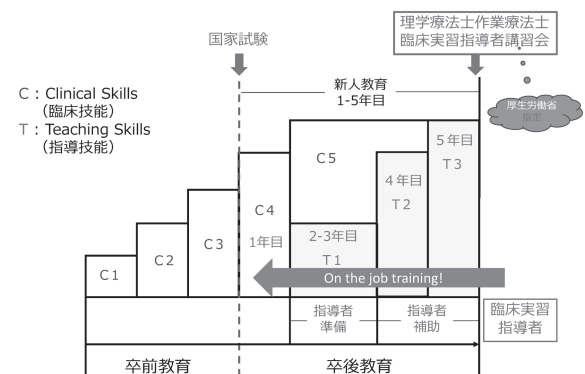 理学療法士作業療法士
臨床実習指導者講習会
国家試験
新人教育
1-5年目
厚生労働省
指定
C：Clinical Skills
（臨床技能）
T：Teaching Skills
（指導技能）
C1
C2
C3
C4
1年目
C5
2-3年目
T1
4年目
T2
5年目
T3
On the job training!
指導者
準備
指導者
補助
臨床実習
指導者
卒前教育
卒後教育